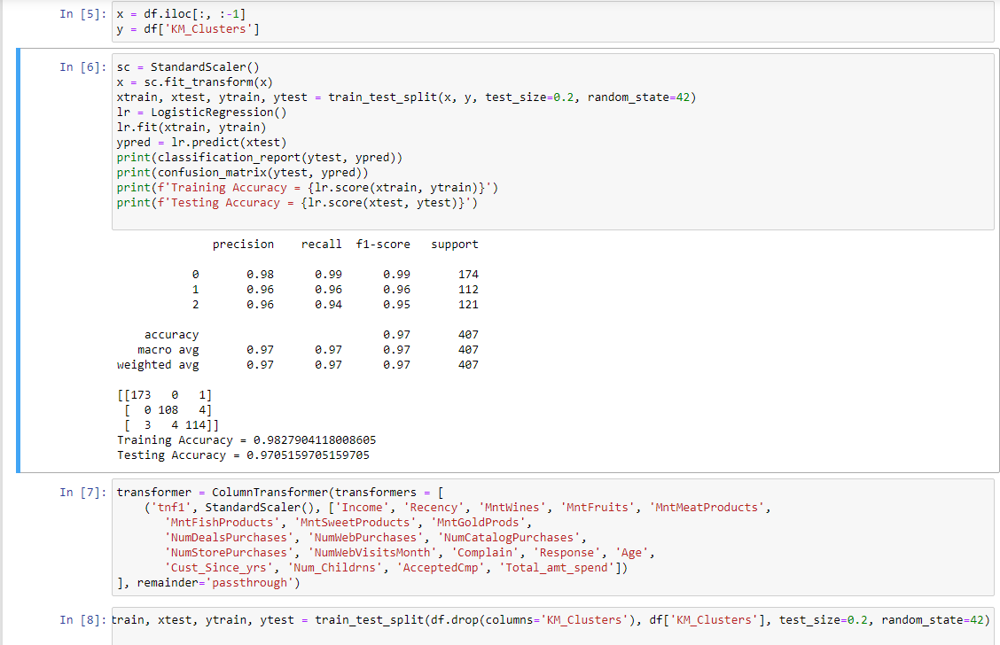 In [5]: x = df.iloc[:, :-1]
y = df['KM_Clusters']
In [6]: sc = StandardScaler()
x = sc.fit_transform(x)
xtrain, xtest, ytrain, ytest = train_test_split(x, y, test_size=0.2, random_state=42)
lr = LogisticRegression()
lr.fit(xtrain, ytrain)
ypred = lr.predict(xtest)
print(classification_report(ytest, ypred))
print(confusion_matrix(ytest, ypred))
print(f'Training Accuracy = {lr.score(xtrain, ytrain)}')
print(f'Testing Accuracy = {lr.score(xtest, ytest)}')
precision recall f1-score support
0 0.98 0.99 0.99 174
1 0.96 0.96 0.96 112
2 0.96 0.94 0.95 121
accuracy 0.97 407
macro avg 0.97 0.97 0.97 407
weighted avg 0.97 0.97 0.97 407
[[173 0 1]
[ 0 108 4]
[ 3 4 114]]
Training Accuracy = 0.9827904118008605
Testing Accuracy = 0.9705159705159705
In [7]: transformer = ColumnTransformer(transformers = [
('tnf1', StandardScaler(), ['Income', 'Recency', 'MntWines', 'MntFruits', 'MntMeatProducts',
'MntFishProducts', 'MntSweetProducts', 'MntGoldProds',
'NumDealsPurchases', 'NumWebPurchases', 'NumCatalogPurchases',
'NumStorePurchases', 'NumWebVisitsMonth', 'Complain', 'Response', 'Age',
'Cust_Since_yrs', 'Num_Childrns', 'AcceptedCmp', 'Total_amt_spend'])
], remainder='passthrough')
In [8]: train, xtest, ytrain, ytest = train_test_split(df.drop(columns='KM_Clusters'), df['KM_Clusters'], test_size=0.2, random_state=42)